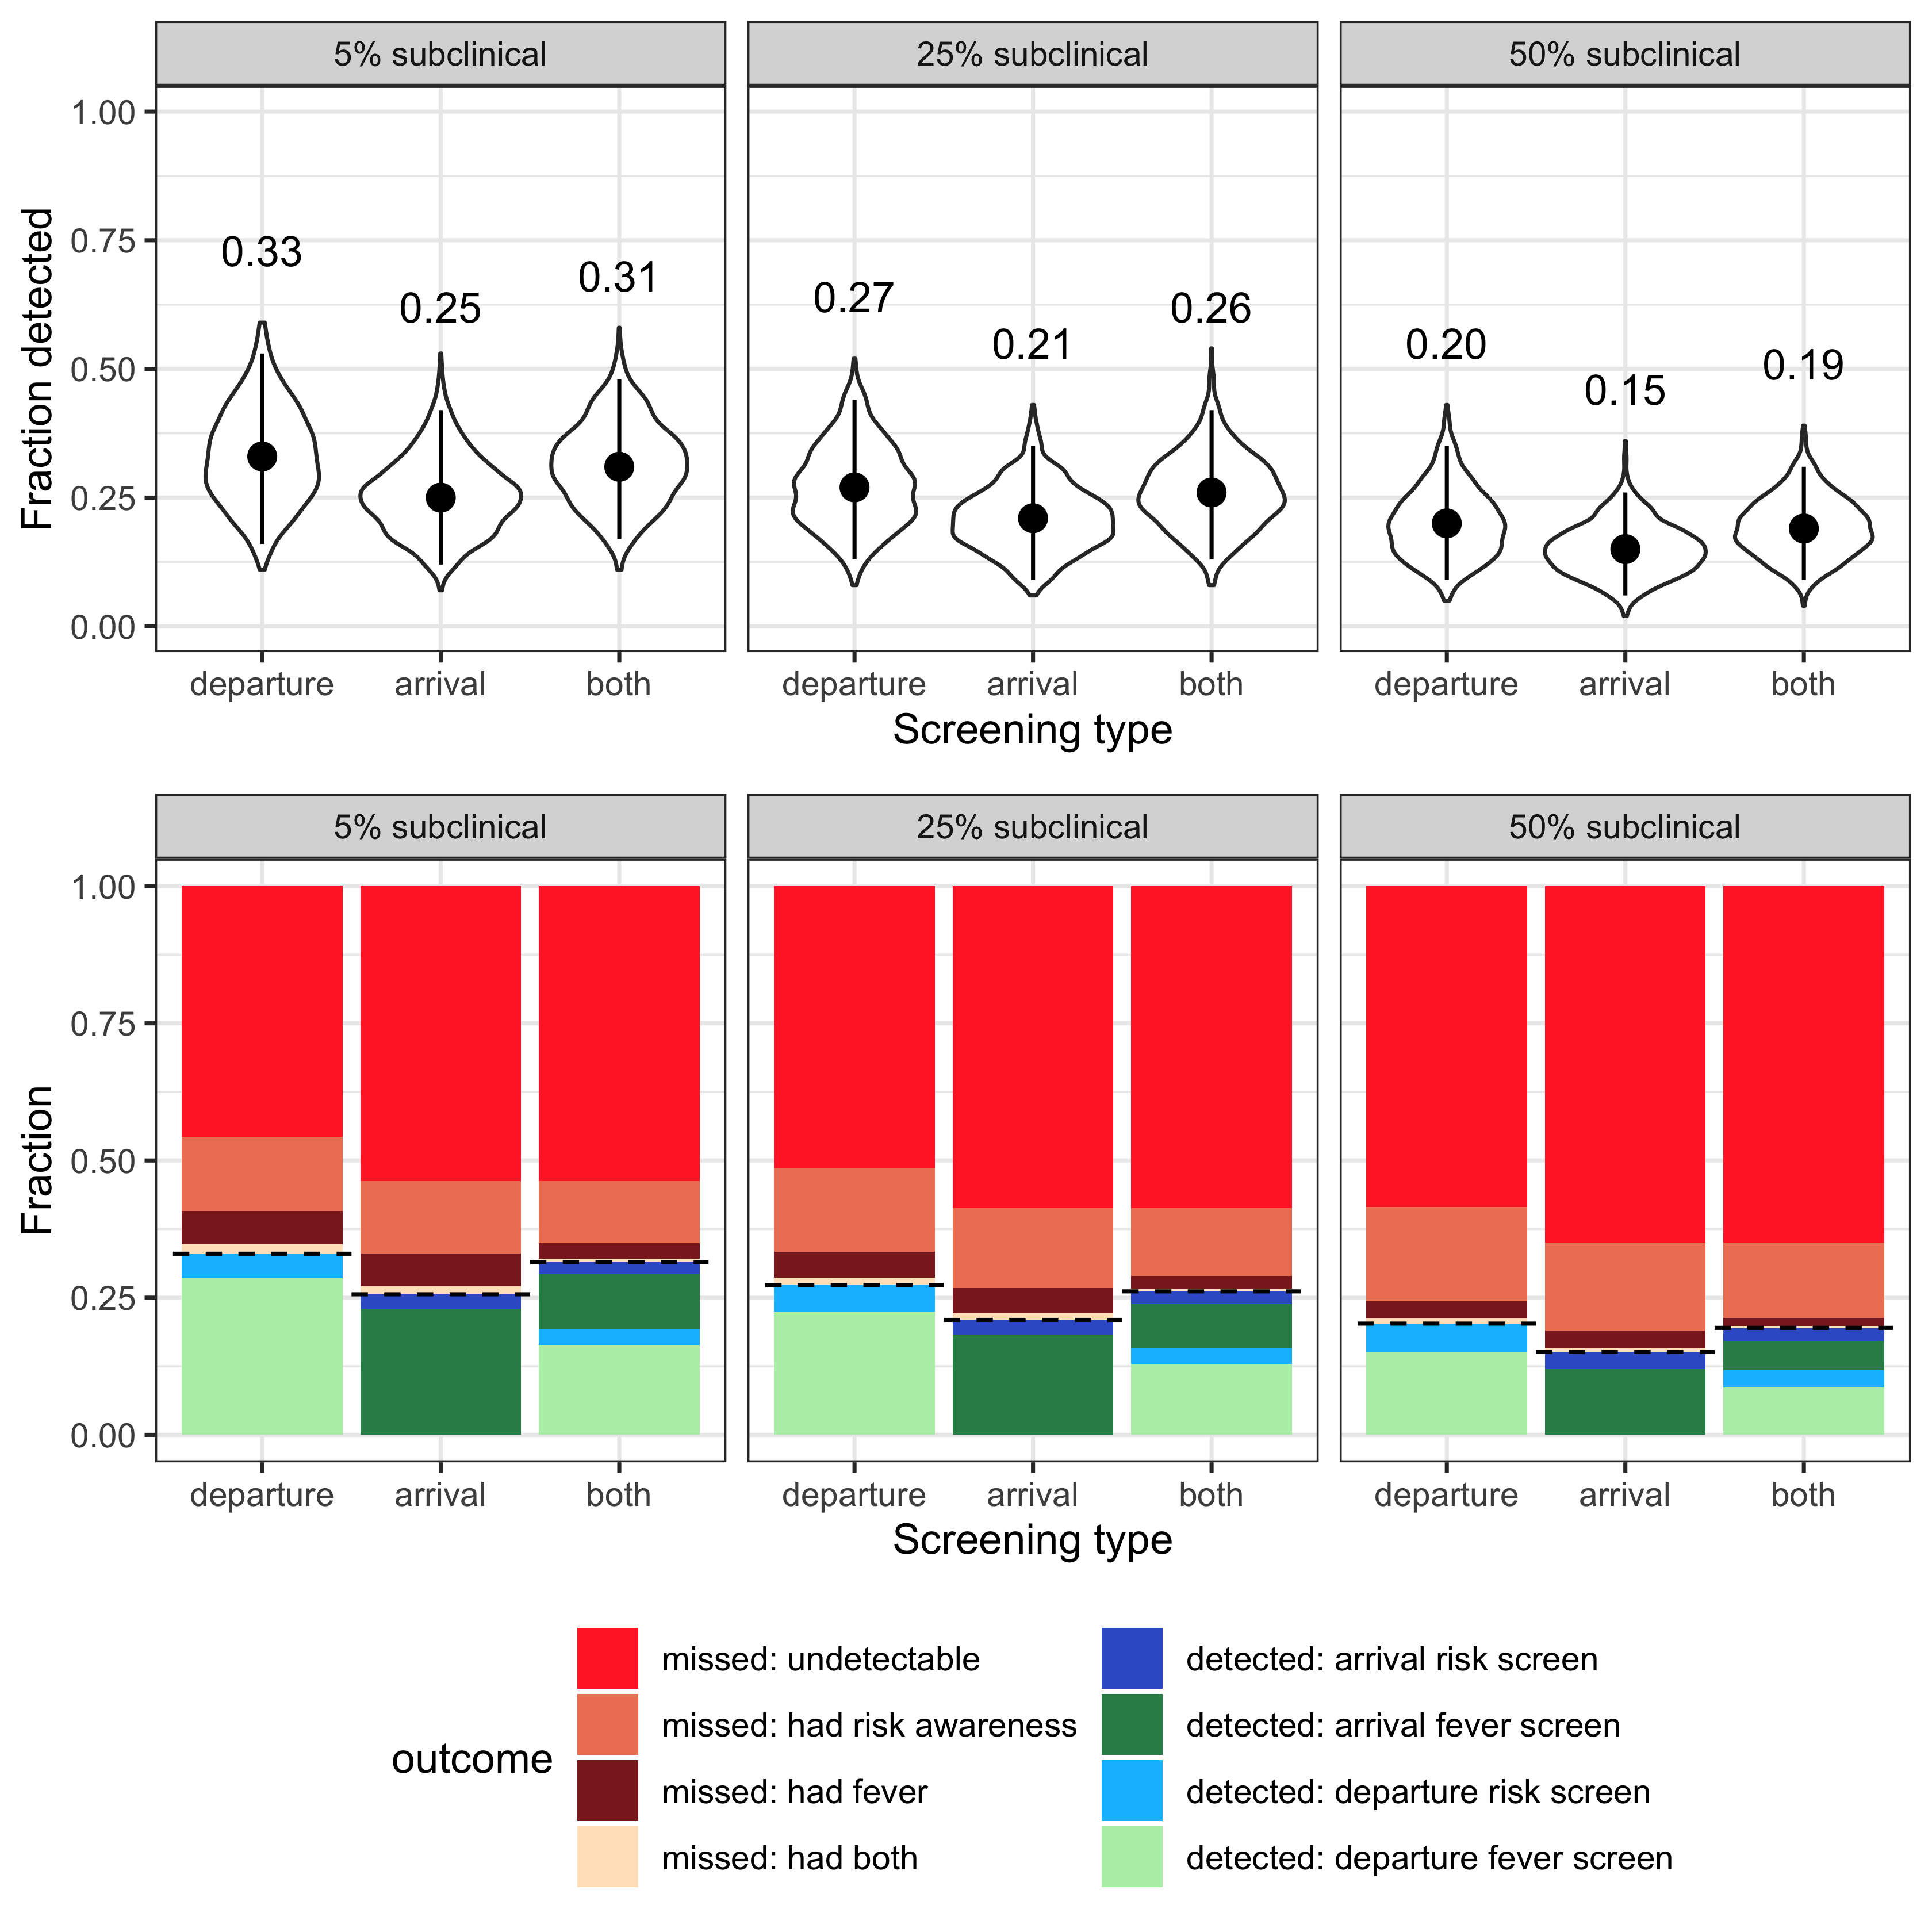 5% subclinical 25% subclinical 50% subclinical
Fraction detected
1.00
0.75
0.50
0.25
0.00
0.33 0.25 0.31
0.27 0.21 0.26
0.20 0.15 0.19
departure arrival both departure arrival both departure arrival both
Screening type
5% subclinical 25% subclinical 50% subclinical
Fraction
1.00
0.75
0.50
0.25
0.00
departure arrival both departure arrival both departure arrival both
Screening type
outcome
missed: undetectable
missed: had risk awareness
missed: had fever
missed: had both
detected: arrival risk screen
detected: arrival fever screen
detected: departure risk screen
detected: departure fever screen